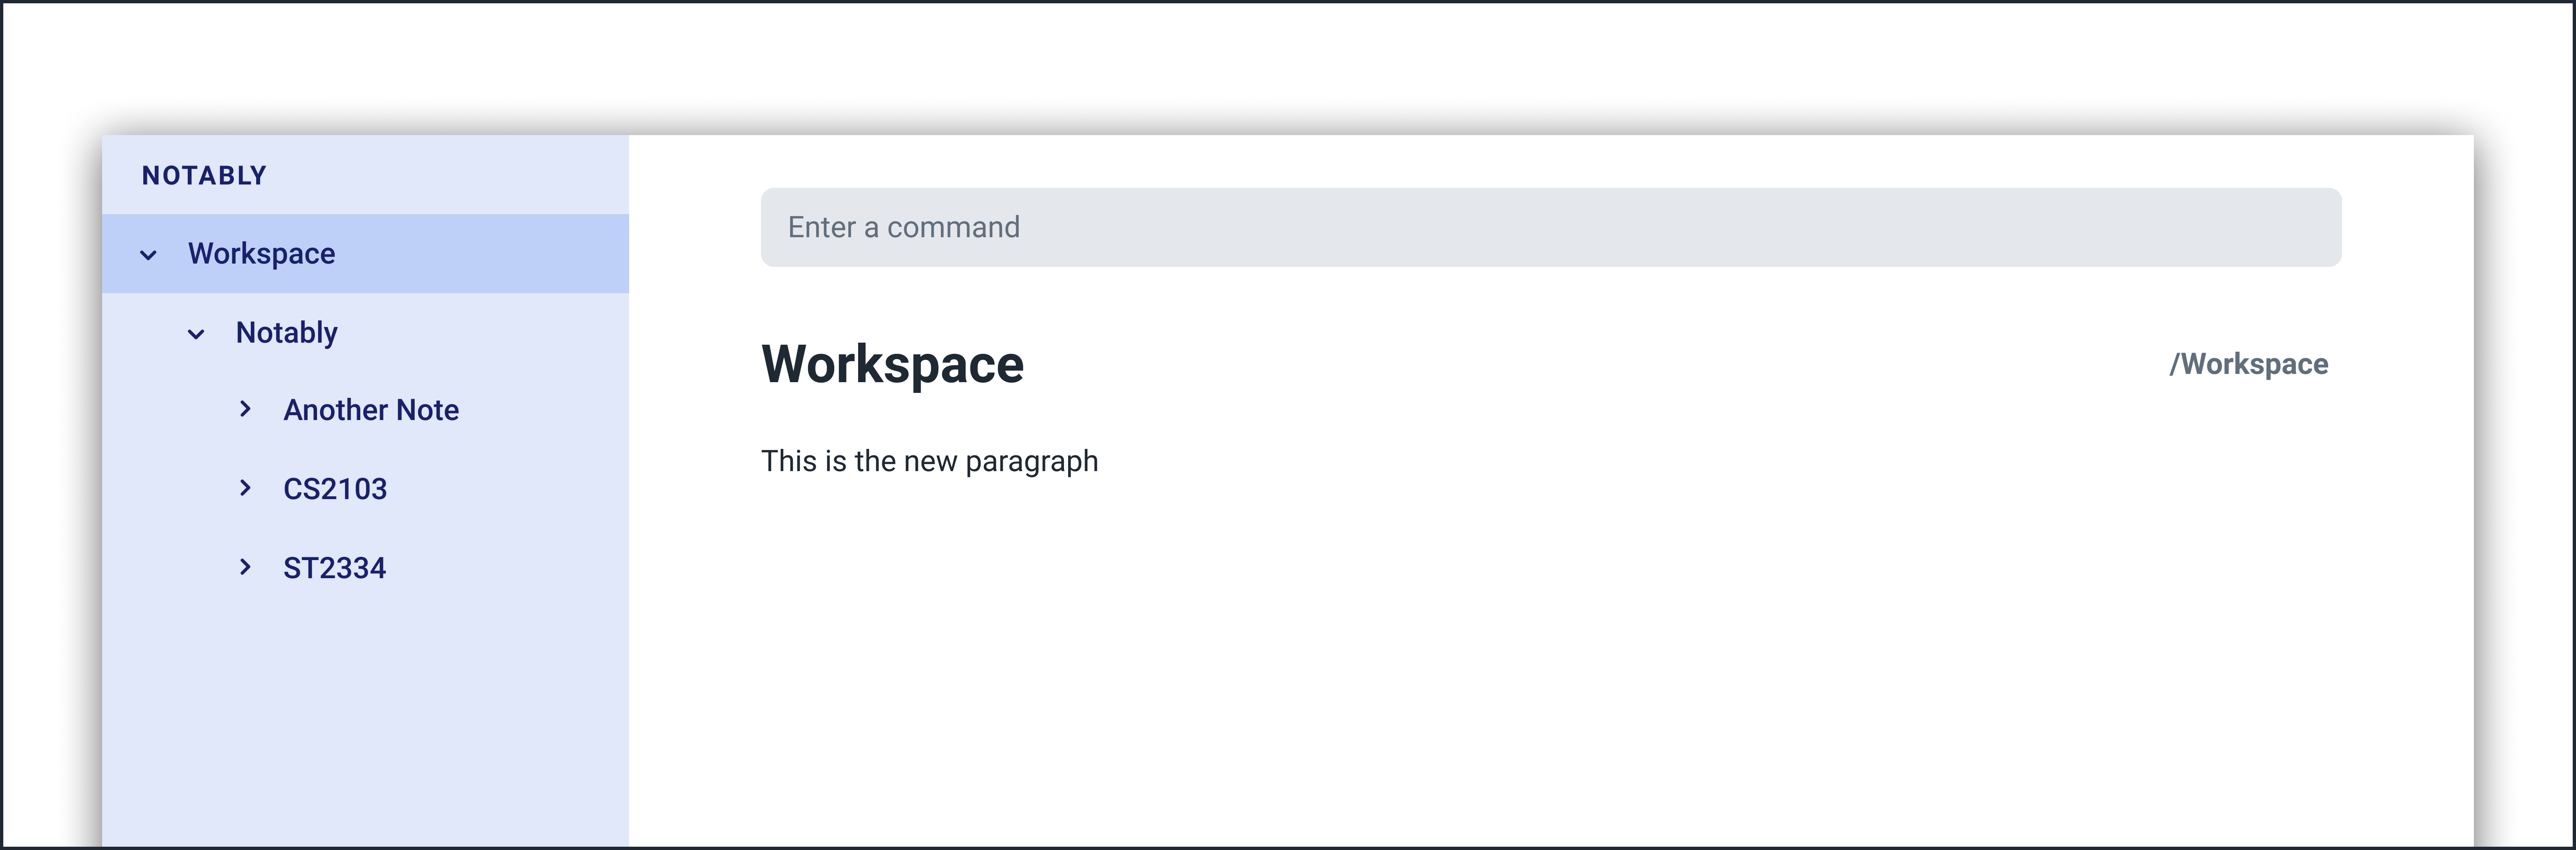 NOTABLY
Workspace
Notably
Another Note
CS2103
ST2334
Enter a command
Workspace
/Workspace
This is the new paragraph